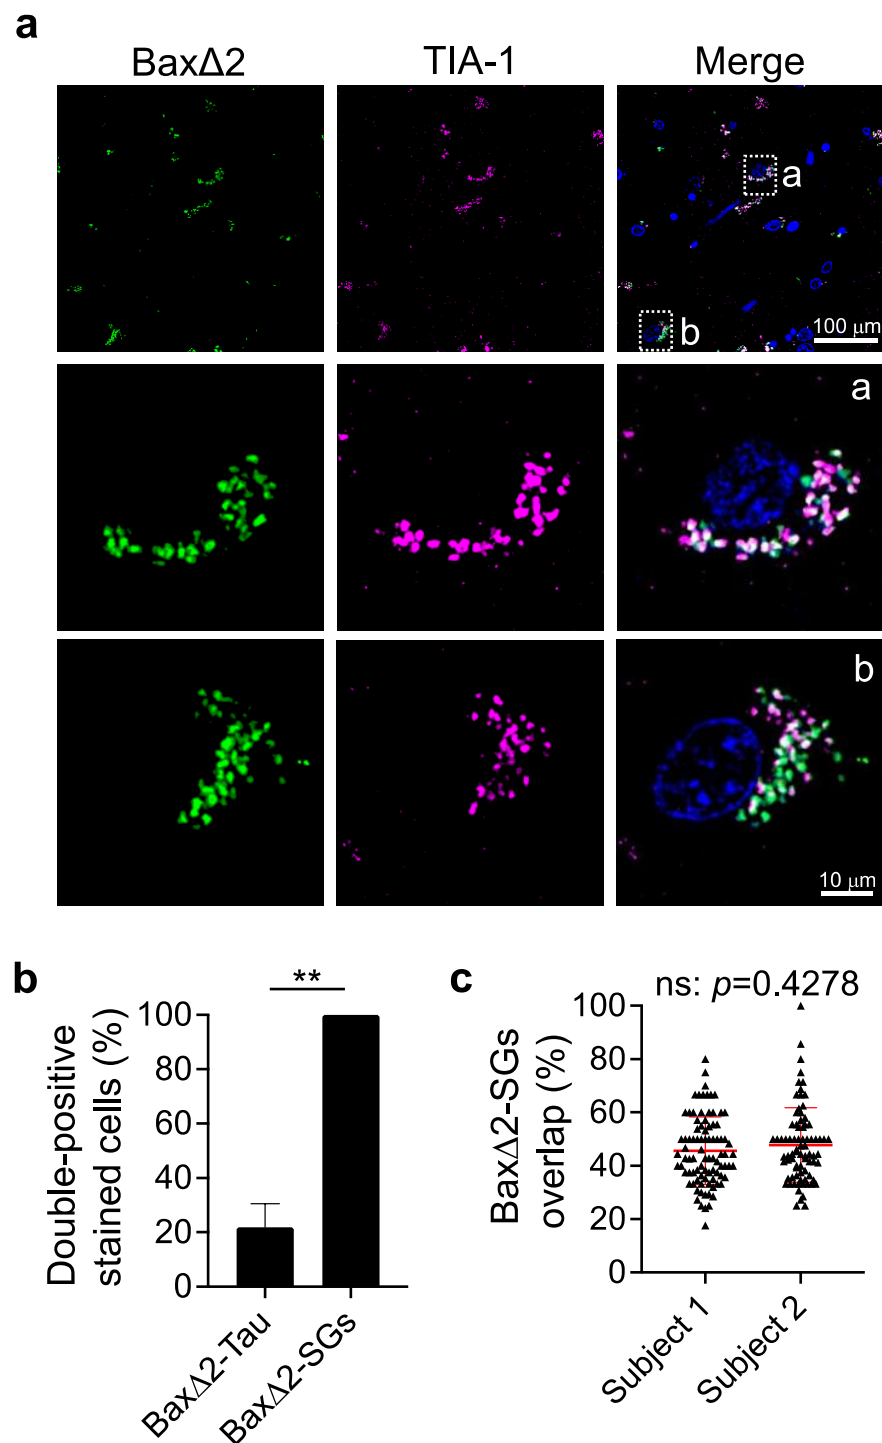 a
BaxΔ2 TIA-1 Merge
a
b
100 μm
a
b
10 μm
b
**
Double-positive
stained cells (%)
100
80
60
40
20
0
BaxΔ2-Tau
BaxΔ2-SGs
c
ns: p=0.4278
BaxΔ2-SGs
overlap (%)
100
80
60
40
20
0
Subject 1
Subject 2